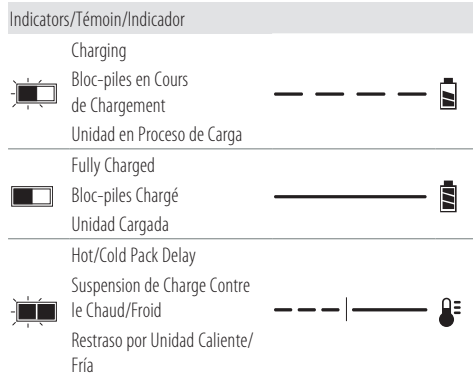 Indicators/Témoin/Indicador
Charging
Bloc-piles en Cours
de Chargement
Unidad en Proceso de Carga
Fully Charged
Bloc-piles Chargé
Unidad Cargada
Hot/Cold Pack Delay
Suspension de Charge Contre
le Chaud/Froid
Restraso por Unidad Caliente/
Fría